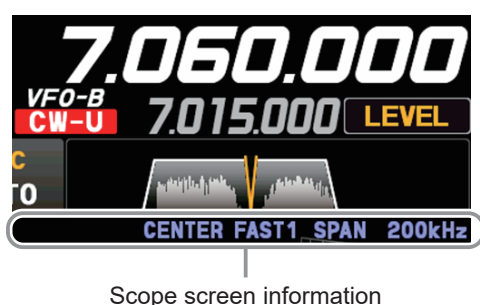 7.060.000
VFO-B
CW-U 7.015.000 LEVEL
C
TO
CENTER FAST1 SPAN 200kHz
Scope screen information